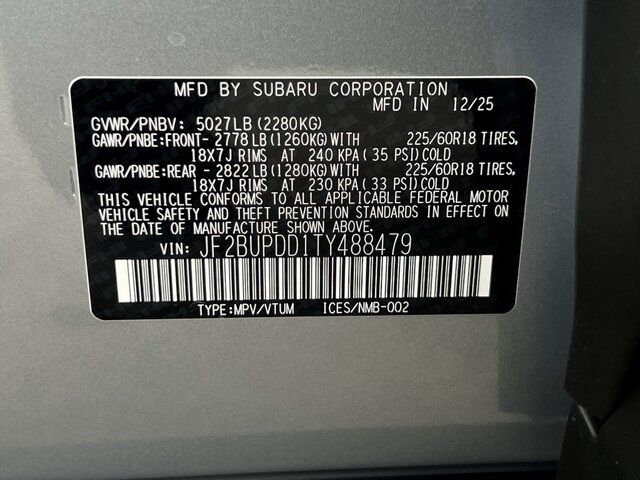 MFD BY SUBARU CORPORATION
MFD IN 12/25
GVWR/PNBV: 5027LB(2280KG)
GAWR/PNBE:FRONT- 2778 LB(1260KG)WITH 225/60R18 TIRES,
18X7J RIMS AT 240 KPA( 35 PSI)COLD
GAWR/PNBE:REAR - 2822 LB(1280KG)WITH 225/60R18 TIRES,
18X7J RIMS AT 230 KPA( 33 PSI)COLD
THIS VEHICLE CONFORMS TO ALL APPLICABLE FEDERAL MOTOR
VEHICLE SAFETY AND THEFT PREVENTION STANDARDS IN EFFECT ON
THE DATE OF MANUFACTURE SHOWN ABOVE.
VIN: JF2BUPDD1TY488479
TYPE:MPV/VTUM ICES/NMB-002